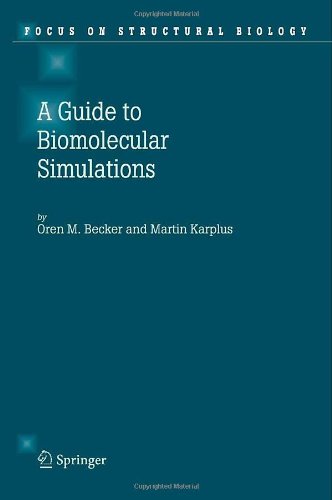 FOCUS ON STRUCTURAL BIOLOGY
A Guide to
Biomolecular
Simulations
by
Oren M. Becker and Martin Karplus
Springer